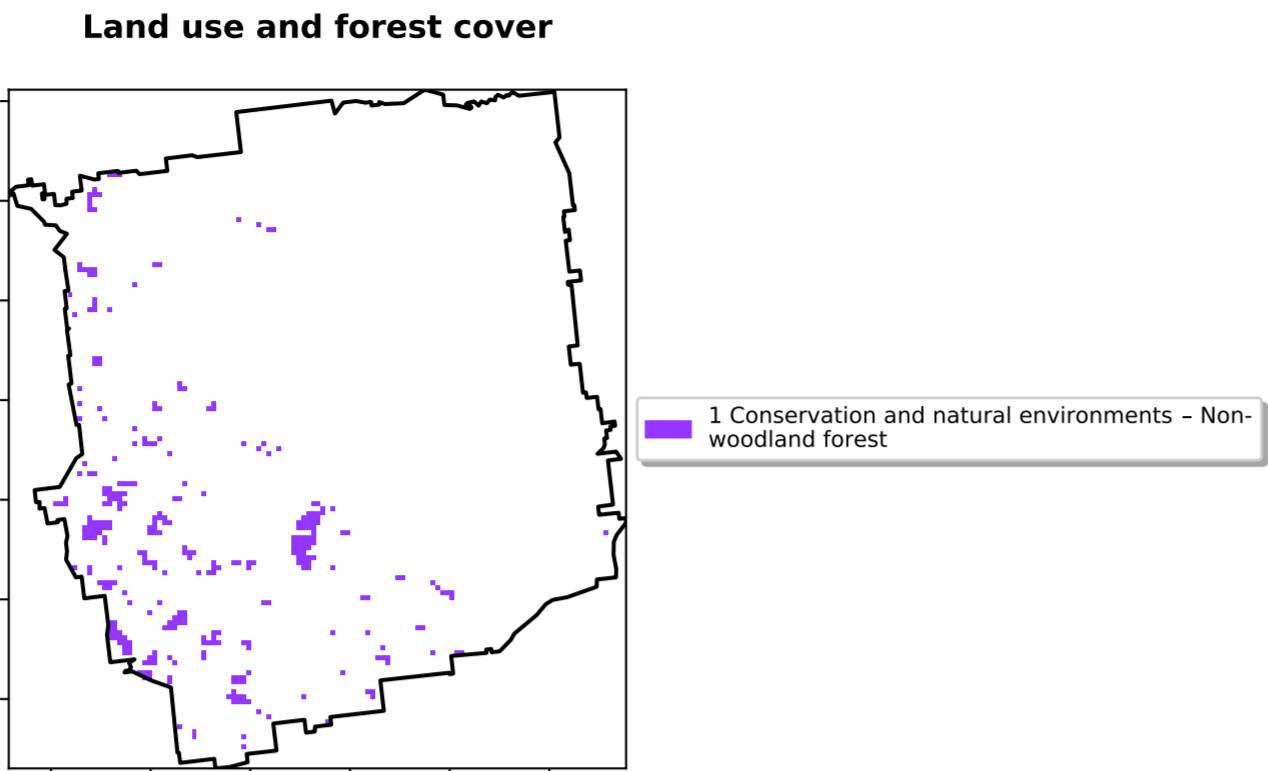 Land use and forest cover
1 Conservation and natural environments – Non-
woodland forest